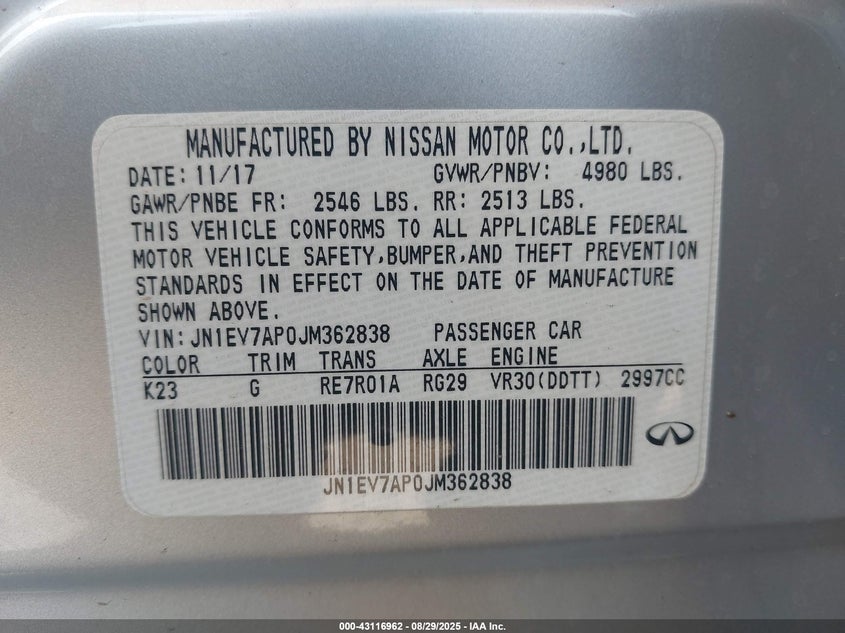 MANUFACTURED BY NISSAN MOTOR CO.,LTD.
DATE: 11/17 GVWR/PNBV: 4980 LBS.
GAWR/PNBE FR: 2546 LBS. RR: 2513 LBS.
THIS VEHICLE CONFORMS TO ALL APPLICABLE FEDERAL
MOTOR VEHICLE SAFETY,BUMPER,AND THEFT PREVENTION
STANDARDS IN EFFECT ON THE DATE OF MANUFACTURE
SHOWN ABOVE.
VIN: JN1EV7AP0JM362838 PASSENGER CAR
COLOR TRIM TRANS AXLE ENGINE
K23 G RE7R01A RG29 VR30(DDTT) 2997CC
JN1EV7AP0JM362838
000-43116962 - 08/29/2025 - IAA Inc.